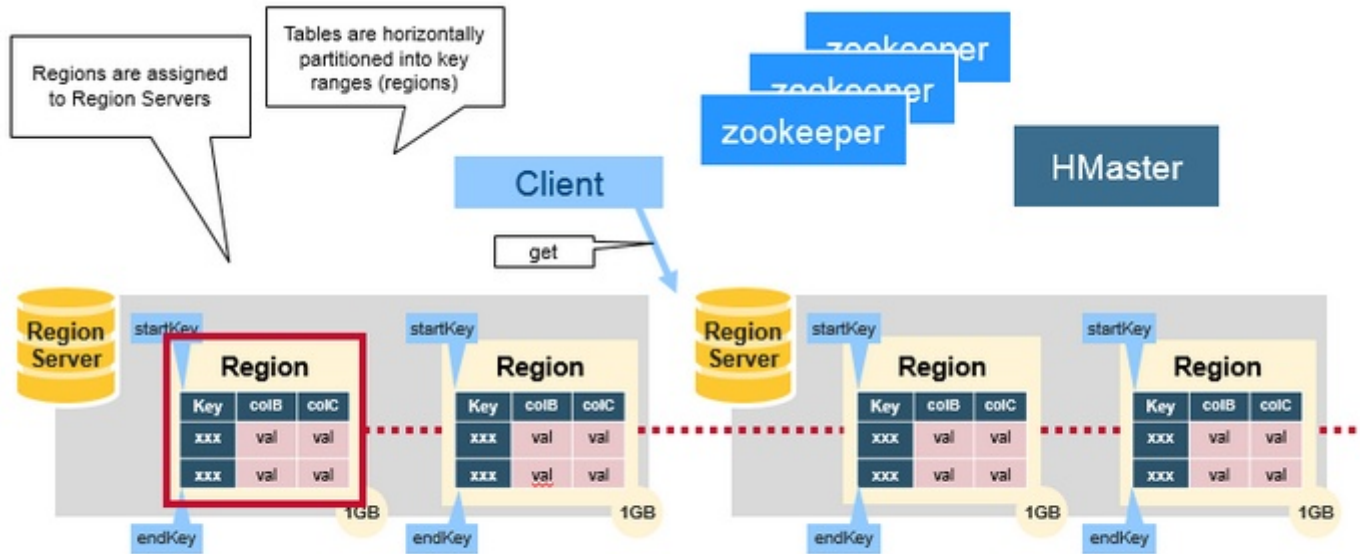 Regions are assigned
to Region Servers
Tables are horizontally
partitioned into key
ranges (regions)
zookeeper
zookeeper
zookeeper
HMaster
Client
get
Region
Server
startKey
Region
Key colB colC
xxx val val
xxx val val
1GB
endKey
startKey
Region
Key colB colC
xxx val val
xxx val val
1GB
endKey
Region
Server
startKey
Region
Key colB colC
xxx val val
xxx val val
1GB
endKey
startKey
Region
Key colB colC
xxx val val
xxx val val
1GB
endKey